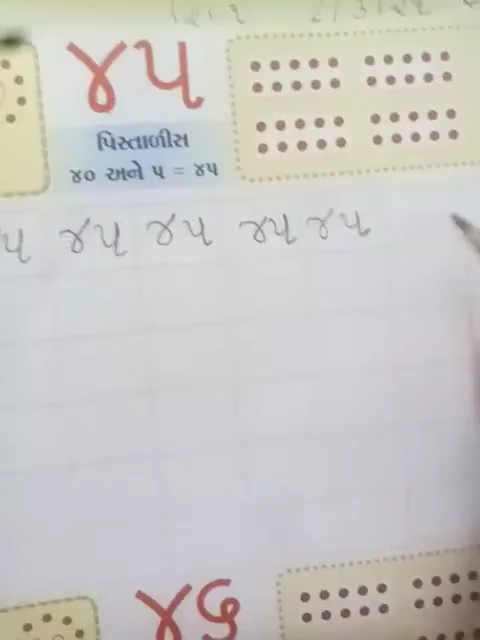 ૪૫
પિસ્તાળીસ
૪૦ અને ૫ = ૪૫
૫ ૪૫ ૪૫ ૪૫ ૪૫
૪૬